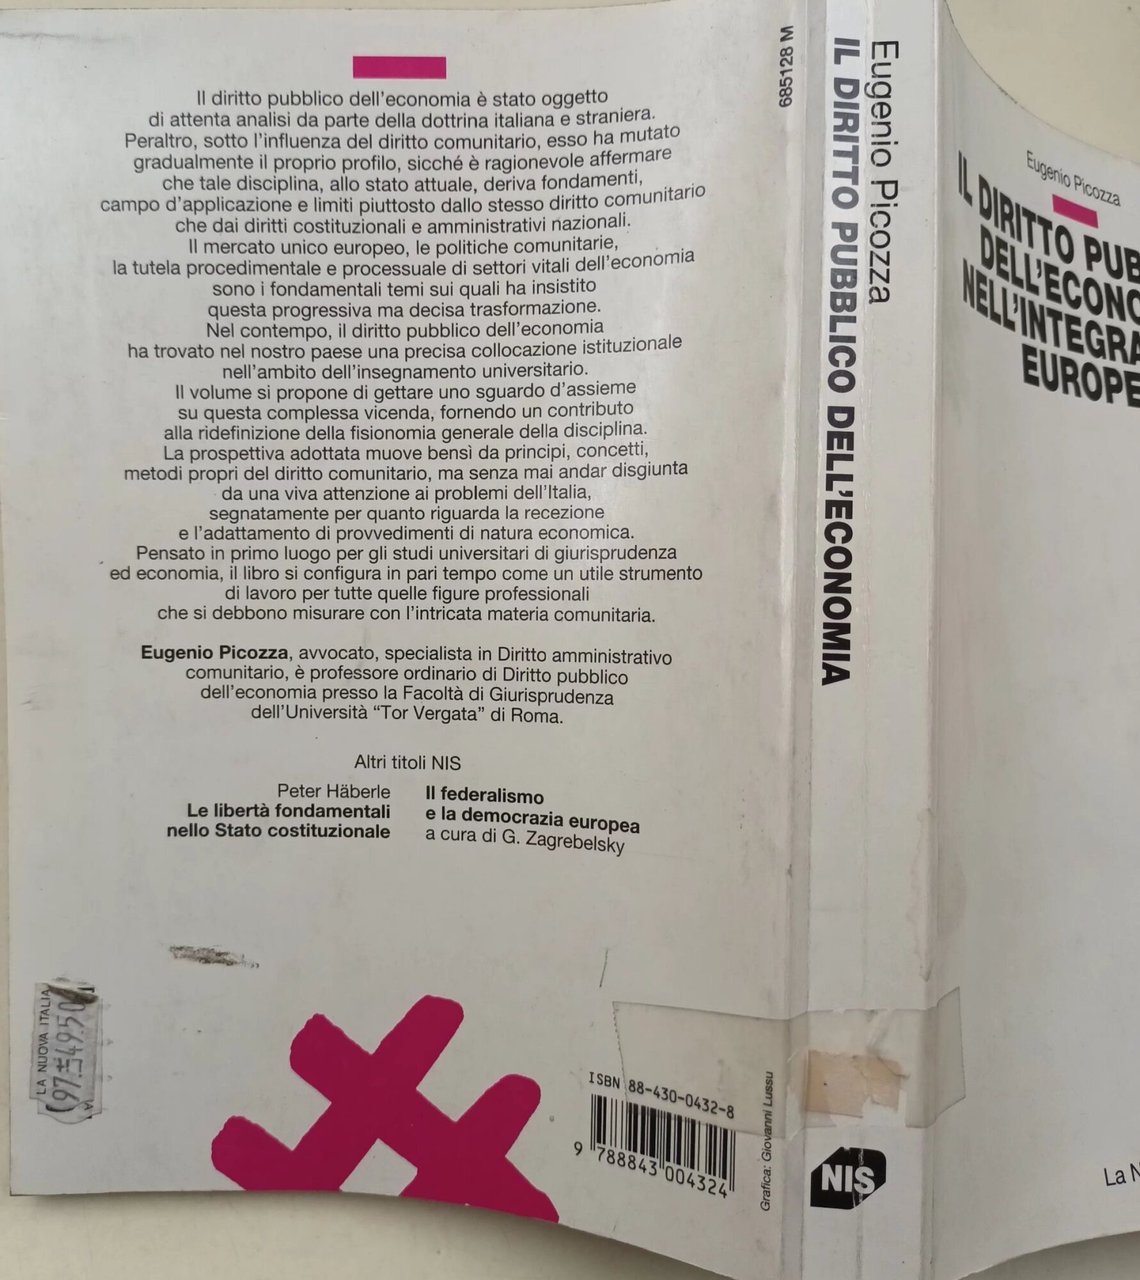 Il diritto pubblico dell'economia è stato oggetto
di attenta analisi da parte della dottrina italiana e straniera.
Peraltro, sotto l'influenza del diritto comunitario, esso ha mutato
gradualmente il proprio profilo, sicché è ragionevole affermare
che tale disciplina, allo stato attuale, deriva fondamenti,
campo d'applicazione e limiti piuttosto dallo stesso diritto comunitario
che dai diritti costituzionali e amministrativi nazionali.
Il mercato unico europeo, le politiche comunitarie,
la tutela procedimentale e processuale di settori vitali dell'economia
sono i fondamentali temi sui quali ha insistito
questa progressiva ma decisa trasformazione.
Nel contempo, il diritto pubblico dell'economia
ha trovato nel nostro paese una precisa collocazione istituzionale
nell'ambito dell'insegnamento universitario.
Il volume si propone di gettare uno sguardo d'assieme
su questa complessa vicenda, fornendo un contributo
alla ridefinizione della fisionomia generale della disciplina.
La prospettiva adottata muove bensì da principi, concetti,
metodi propri del diritto comunitario, ma senza mai andar disgiunta
da una viva attenzione ai problemi dell'Italia,
segnatamente per quanto riguarda la recezione
e l'adattamento di provvedimenti di natura economica.
Pensato in primo luogo per gli studi universitari di giurisprudenza
ed economia, il libro si configura in pari tempo come un utile strumento
di lavoro per tutte quelle figure professionali
che si debbono misurare con l'intricata materia comunitaria.
Eugenio Picozza, avvocato, specialista in Diritto amministrativo
comunitario, è professore ordinario di Diritto pubblico
dell'economia presso la Facoltà di Giurisprudenza
dell'Università “Tor Vergata” di Roma.
Altri titoli NIS
Peter Häberle
Le libertà fondamentali
nello Stato costituzionale
Il federalismo
e la democrazia europea
a cura di G. Zagrebelsky
LA NUOVA ITALIA
ISBN 88-430-0432-8
9 788843 004324
Grafica: Giovanni Lussu
685128 M
Eugenio Picozza
IL DIRITTO PUBBLICO DELL'ECONOMIA
NIS
Eugenio Picozza
IL DIRITTO PUB
DELL'ECONO
NELL'INTEGRA
EUROPE
La N